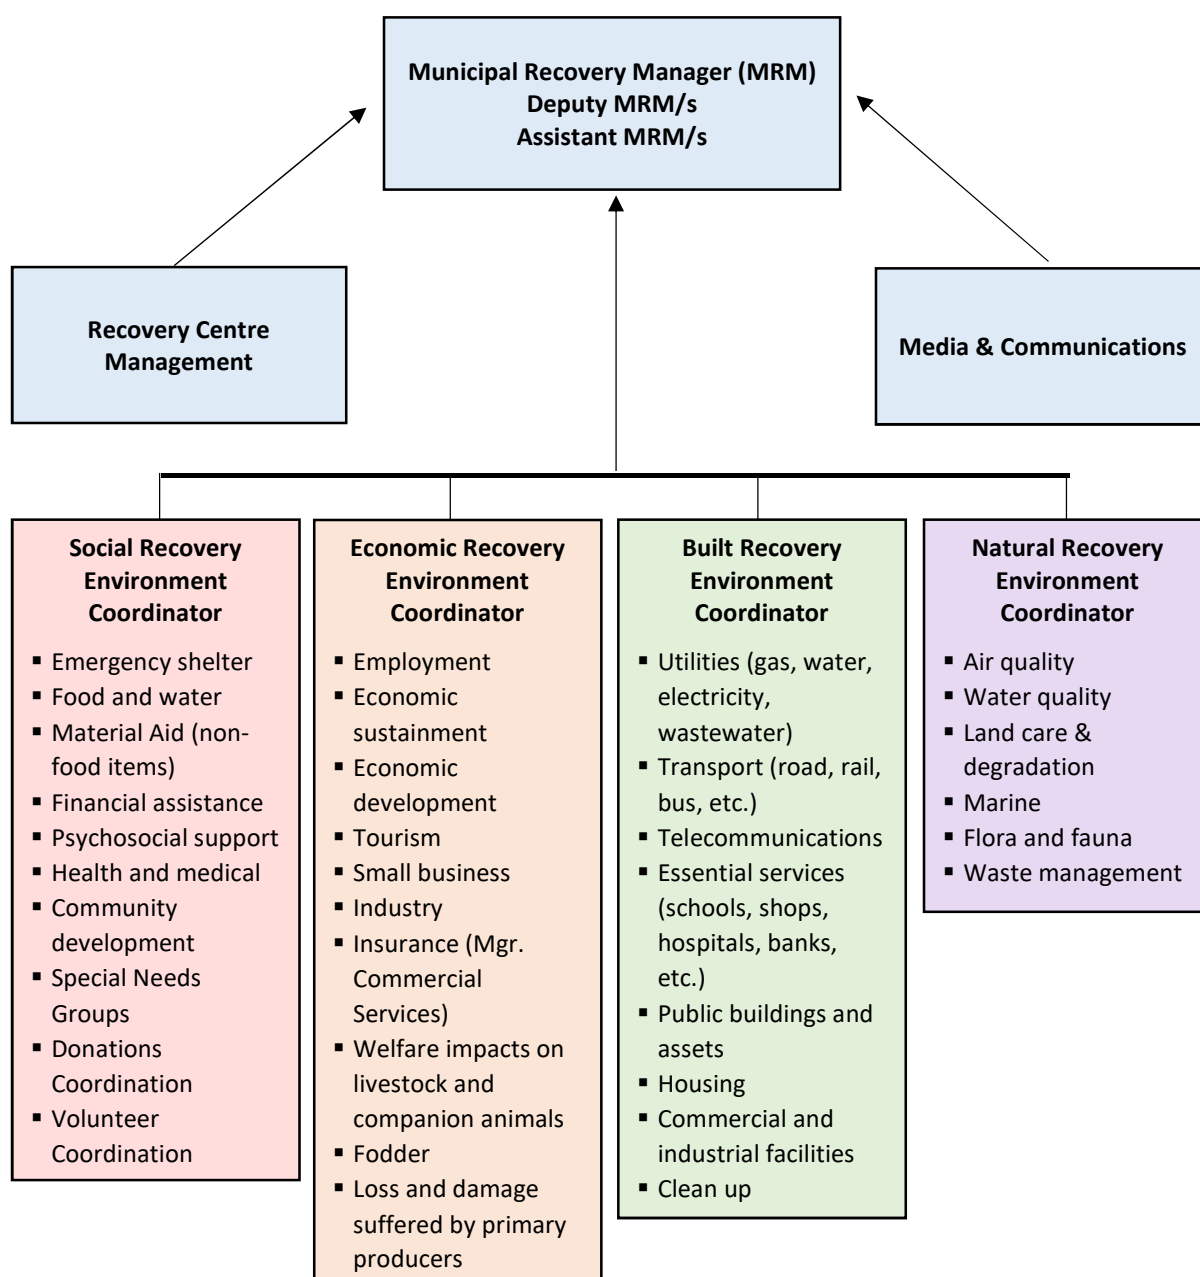 Municipal Recovery Manager (MRM)
Deputy MRM/s
Assistant MRM/s
Recovery Centre
Management
Media & Communications
Social Recovery
Environment
Coordinator
▪ Emergency shelter
▪ Food and water
▪ Material Aid (non-
food items)
▪ Financial assistance
▪ Psychosocial support
▪ Health and medical
▪ Community
development
▪ Special Needs
Groups
▪ Donations
Coordination
▪ Volunteer
Coordination
Economic Recovery
Environment
Coordinator
▪ Employment
▪ Economic
sustainment
▪ Economic
development
▪ Tourism
▪ Small business
▪ Industry
▪ Insurance (Mgr.
Commercial
Services)
▪ Welfare impacts on
livestock and
companion animals
▪ Fodder
▪ Loss and damage
suffered by primary
producers
Built Recovery
Environment
Coordinator
▪ Utilities (gas, water,
electricity,
wastewater)
▪ Transport (road, rail,
bus, etc.)
▪ Telecommunications
▪ Essential services
(schools, shops,
hospitals, banks,
etc.)
▪ Public buildings and
assets
▪ Housing
▪ Commercial and
industrial facilities
▪ Clean up
Natural Recovery
Environment
Coordinator
▪ Air quality
▪ Water quality
▪ Land care &
degradation
▪ Marine
▪ Flora and fauna
▪ Waste management